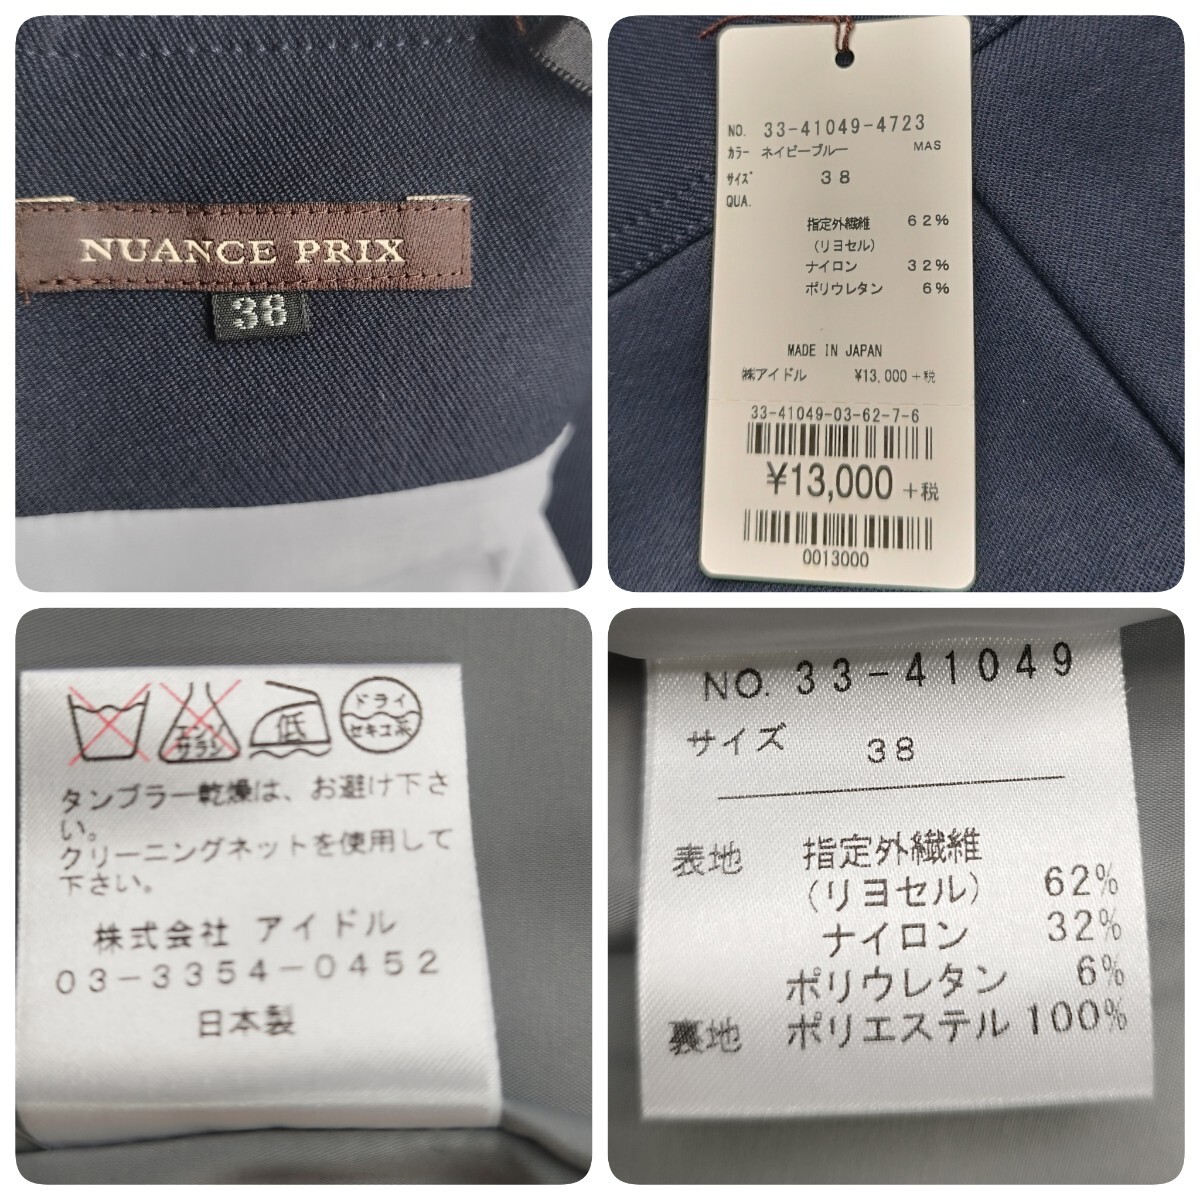 NUANCE PRIX
38
NO. 33-41049-4723
カラー ネイビーブルー MAS
サイズ 38
QUA.
指定外繊維 62%
(リヨセル)
ナイロン 32%
ポリウレタン 6%
MADE IN JAPAN
㈱アイドル ¥13,000+税
33-41049-03-62-7-6
¥13,000+税
0013000
エンソ
サラシ
低
ドライ
セキユ系
タンブラー乾燥は、お避け下さ
い。
クリーニングネットを使用して
下さい。
株式会社 アイドル
03-3354-0452
日本製
NO. 33-41049
サイズ 38
表地 指定外繊維
(リヨセル) 62%
ナイロン 32%
ポリウレタン 6%
裏地 ポリエステル 100%